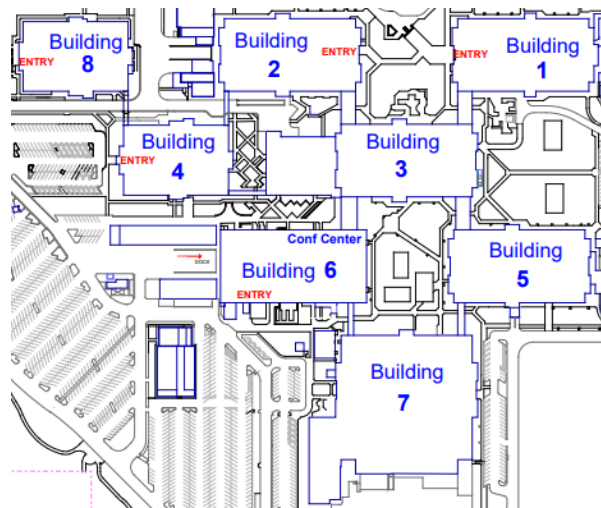 Building
8
ENTRY
Building
2
ENTRY
Building
1
ENTRY
Building
4
ENTRY
Building
3
Conf Center
Building 6
ENTRY
DOCK
Building
5
Building
7